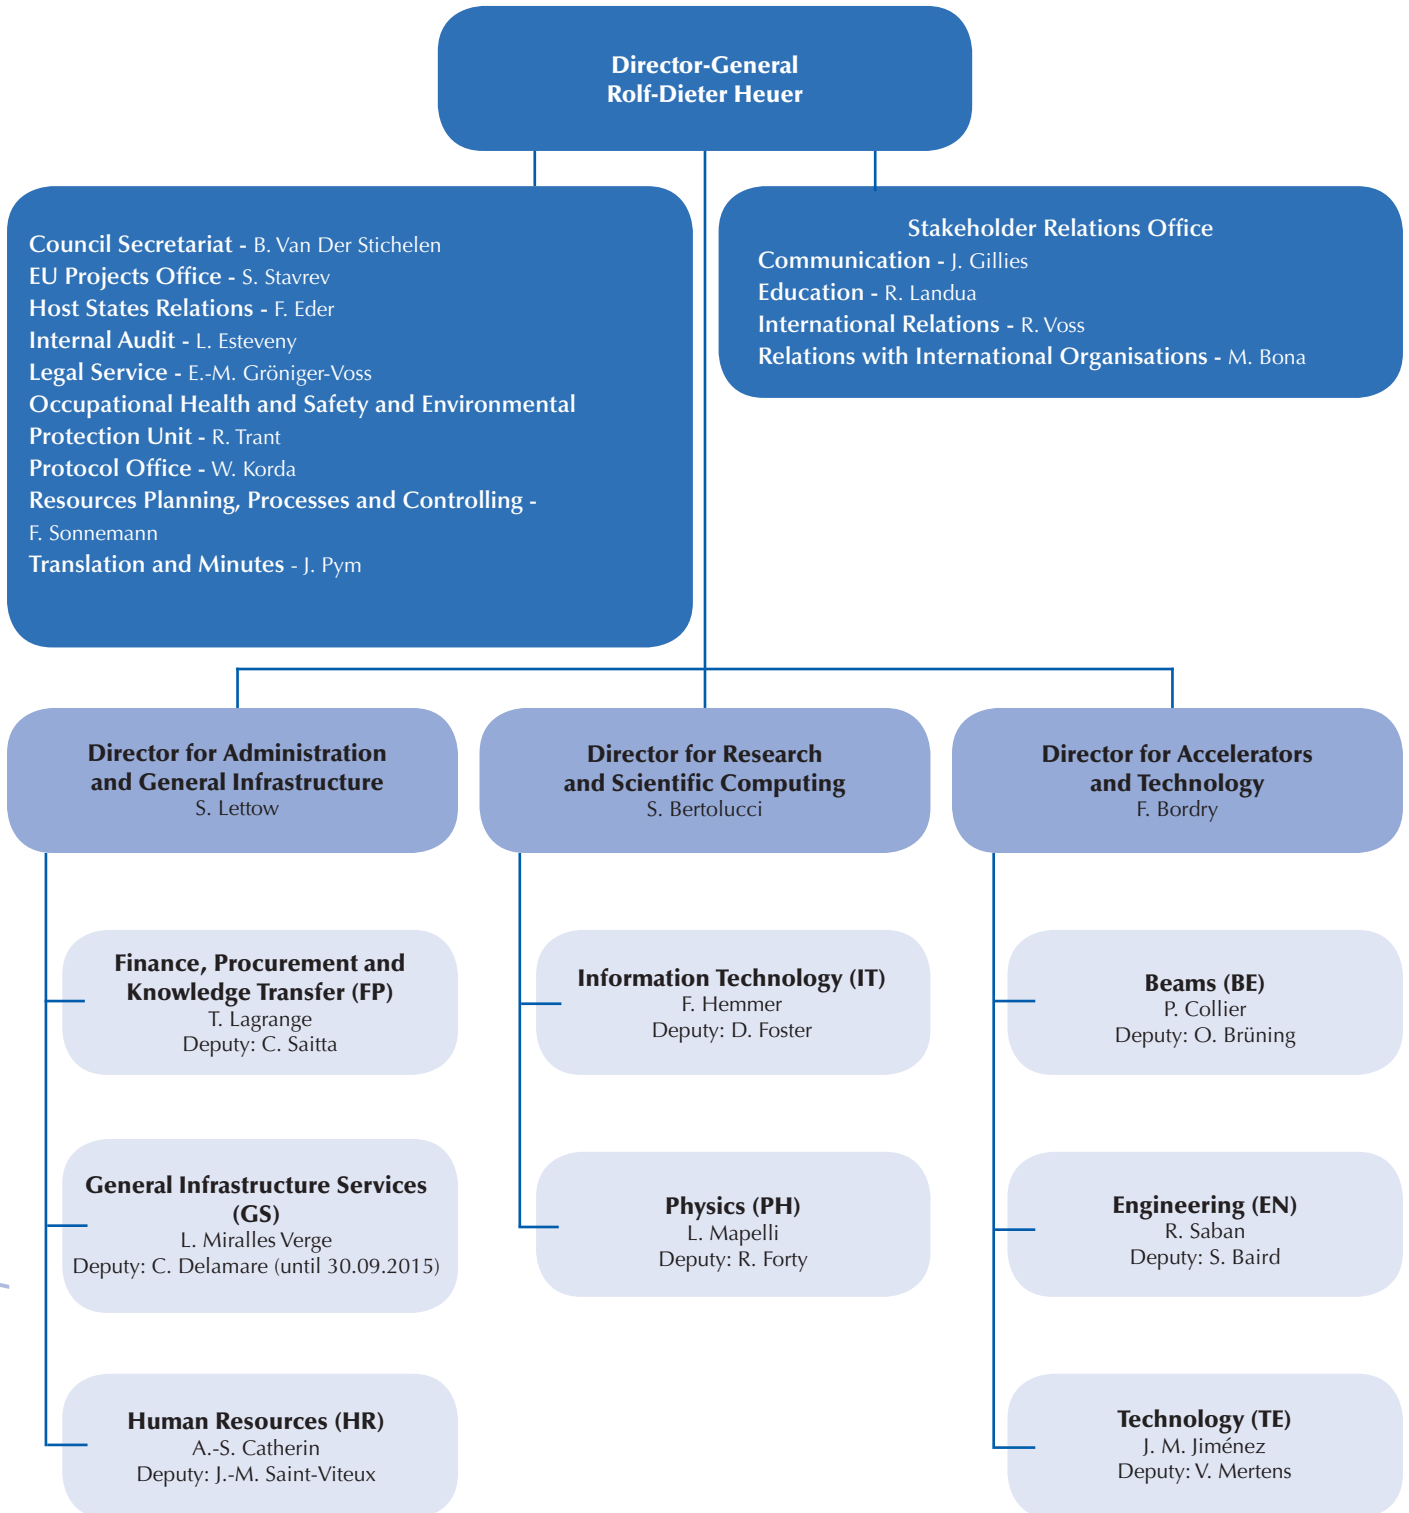 Director-General
Rolf-Dieter Heuer
Council Secretariat - B. Van Der Stichelen
EU Projects Office - S. Stavrev
Host States Relations - F. Eder
Internal Audit - L. Esteveny
Legal Service - E.-M. Gröniger-Voss
Occupational Health and Safety and Environmental
Protection Unit - R. Trant
Protocol Office - W. Korda
Resources Planning, Processes and Controlling -
F. Sonnemann
Translation and Minutes - J. Pym
Stakeholder Relations Office
Communication - J. Gillies
Education - R. Landua
International Relations - R. Voss
Relations with International Organisations - M. Bona
Director for Administration
and General Infrastructure
S. Lettow
Director for Research
and Scientific Computing
S. Bertolucci
Director for Accelerators
and Technology
F. Bordry
Finance, Procurement and
Knowledge Transfer (FP)
T. Lagrange
Deputy: C. Saitta
General Infrastructure Services
(GS)
L. Miralles Verge
Deputy: C. Delamare (until 30.09.2015)
Human Resources (HR)
A.-S. Catherin
Deputy: J.-M. Saint-Viteux
Information Technology (IT)
F. Hemmer
Deputy: D. Foster
Physics (PH)
L. Mapelli
Deputy: R. Forty
Beams (BE)
P. Collier
Deputy: O. Brüning
Engineering (EN)
R. Saban
Deputy: S. Baird
Technology (TE)
J. M. Jiménez
Deputy: V. Mertens